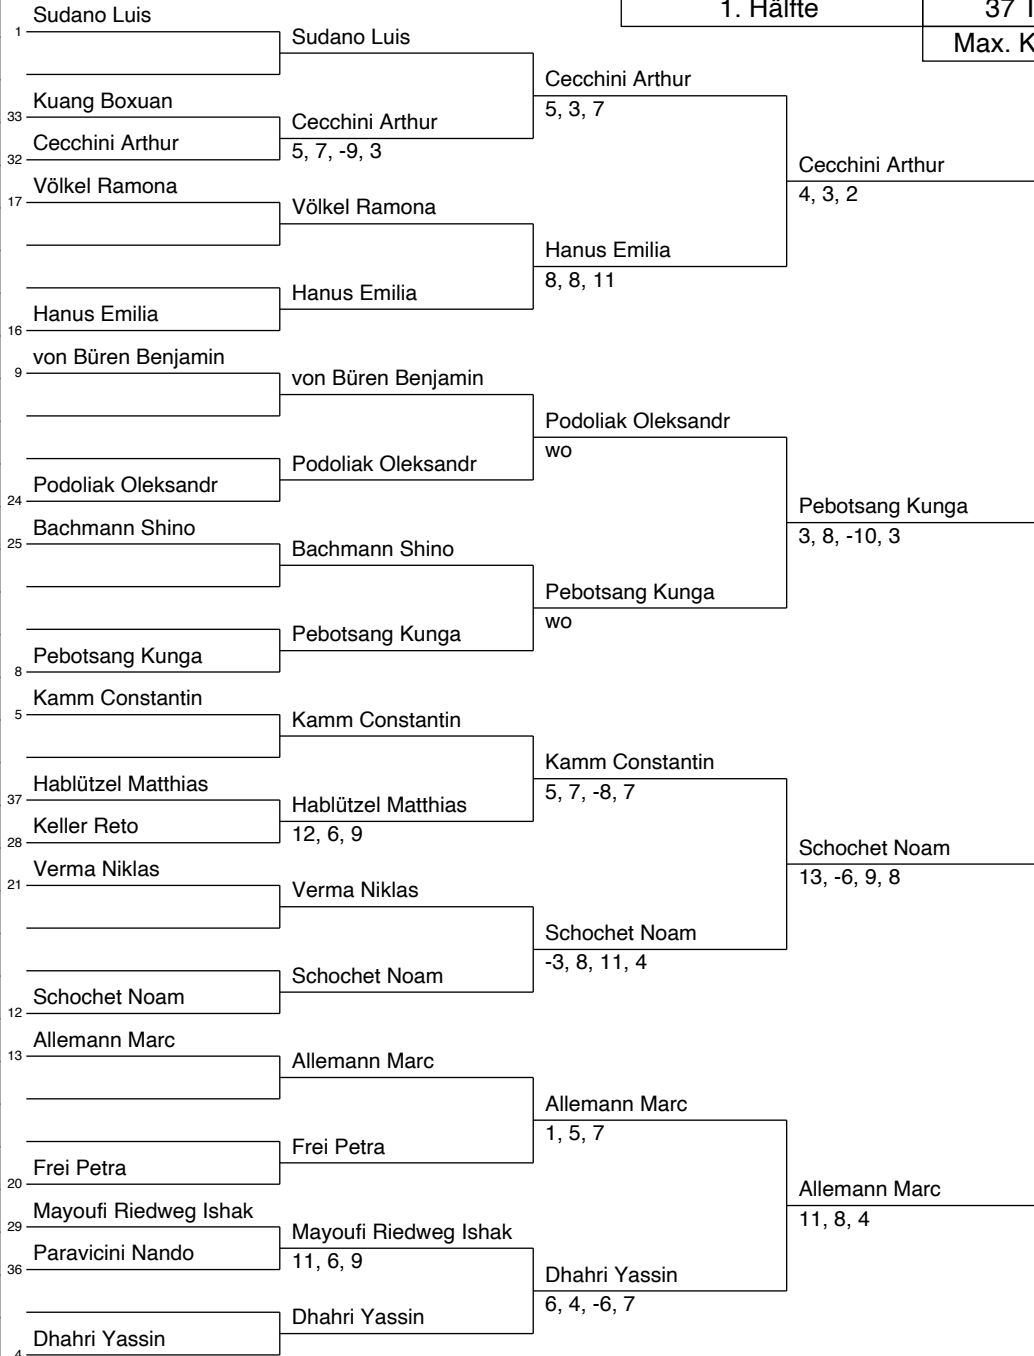 1. Hälfte
37
Max.
Sudano Luis
1
Sudano Luis
Cecchini Arthur
5, 3, 7
Kuang Boxuan
33
Cecchini Arthur
5, 7, -9, 3
Cecchini Arthur
32
Cecchini Arthur
4, 3, 2
Völkel Ramona
17
Völkel Ramona
Hanus Emilia
8, 8, 11
Hanus Emilia
Hanus Emilia
16
von Büren Benjamin
9
von Büren Benjamin
Podoliak Oleksandr
wo
Podoliak Oleksandr
Podoliak Oleksandr
24
Pebotsang Kunga
3, 8, -10, 3
Bachmann Shino
25
Bachmann Shino
Pebotsang Kunga
wo
Pebotsang Kunga
Pebotsang Kunga
8
Kamm Constantin
5
Kamm Constantin
Kamm Constantin
5, 7, -8, 7
Hablützel Matthias
37
Hablützel Matthias
12, 6, 9
Keller Reto
28
Schochet Noam
13, -6, 9, 8
Verma Niklas
21
Verma Niklas
Schochet Noam
-3, 8, 11, 4
Schochet Noam
Schochet Noam
12
Allemann Marc
13
Allemann Marc
Allemann Marc
1, 5, 7
Frei Petra
Frei Petra
20
Allemann Marc
11, 8, 4
Mayoufi Riedweg Ishak
29
Mayoufi Riedweg Ishak
11, 6, 9
Paravicini Nando
36
Dhahri Yassin
6, 4, -6, 7
Dhahri Yassin
Dhahri Yassin
4